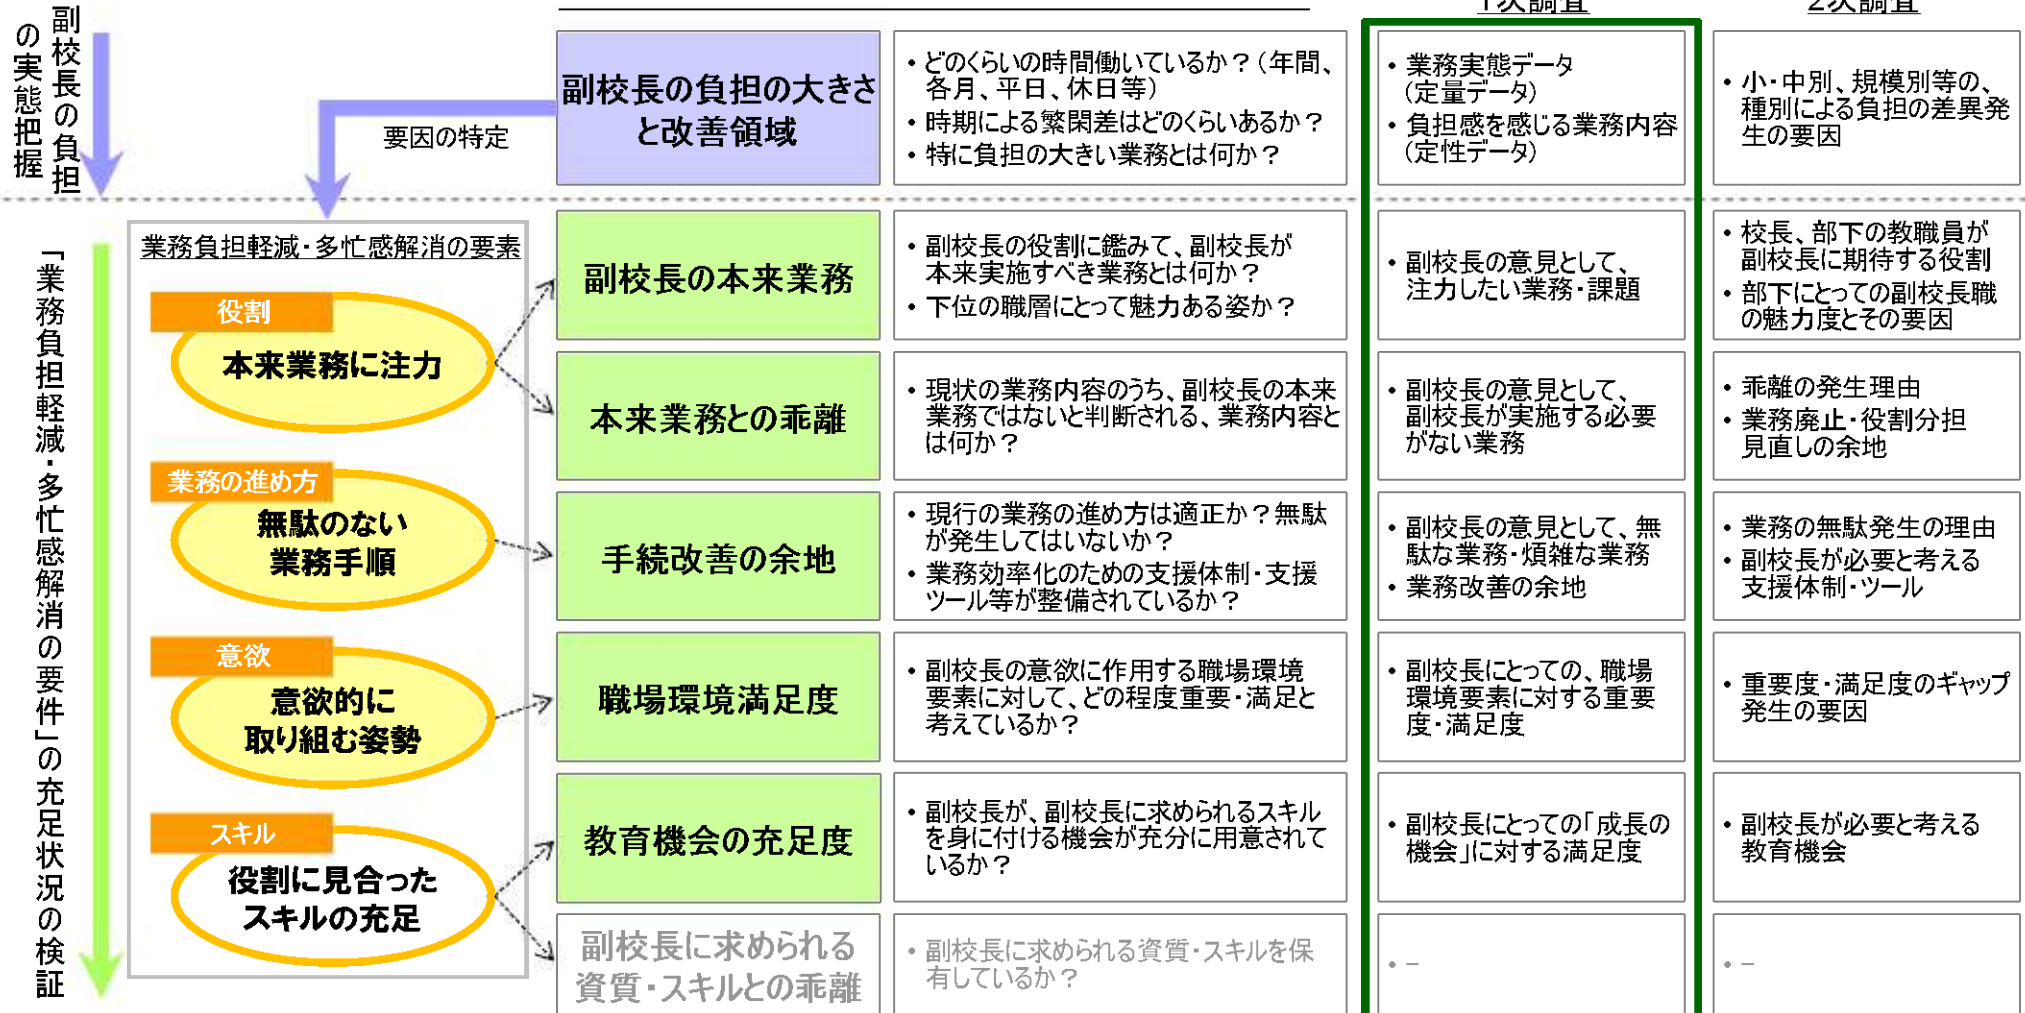 1次調査
2次調査
副校長の負担
の実態把握
要因の特定
副校長の負担の大きさ
と改善領域
・どのくらいの時間働いているか？（年間、
各月、平日、休日等）
・時期による繁閑差はどのくらいあるか？
・特に負担の大きい業務とは何か？
・業務実態データ
（定量データ）
・負担感を感じる業務内容
（定性データ）
・小・中別、規模別等の、
種別による負担の差異発
生の要因
「業務負担軽減・多忙感解消の要件」の充足状況の検証
業務負担軽減・多忙感解消の要素
役割
本来業務に注力
業務の進め方
無駄のない
業務手順
意欲
意欲的に
取り組む姿勢
スキル
役割に見合った
スキルの充足
副校長の本来業務
・副校長の役割に鑑みて、副校長が
本来実施すべき業務とは何か？
・下位の職層にとって魅力ある姿か？
・副校長の意見として、
注力したい業務・課題
・校長、部下の教職員が
副校長に期待する役割
・部下にとっての副校長職
の魅力度とその要因
本来業務との乖離
・現状の業務内容のうち、副校長の本来
業務ではないと判断される、業務内容と
は何か？
・副校長の意見として、
副校長が実施する必要
がない業務
・乖離の発生理由
・業務廃止・役割分担
見直しの余地
手続改善の余地
・現行の業務の進め方は適正か？無駄
が発生してはいないか？
・業務効率化のための支援体制・支援
ツール等が整備されているか？
・副校長の意見として、無
駄な業務・煩雑な業務
・業務改善の余地
・業務の無駄発生の理由
・副校長が必要と考える
支援体制・ツール
職場環境満足度
・副校長の意欲に作用する職場環境
要素に対して、どの程度重要・満足と
考えているか？
・副校長にとっての、職場
環境要素に対する重要
度・満足度
・重要度・満足度のギャップ
発生の要因
教育機会の充足度
・副校長が、副校長に求められるスキル
を身に付ける機会が充分に用意されて
いるか？
・副校長にとっての「成長の
機会」に対する満足度
・副校長が必要と考える
教育機会
副校長に求められる
資質・スキルとの乖離
・副校長に求められる資質・スキルを保
有しているか？
・－
・－